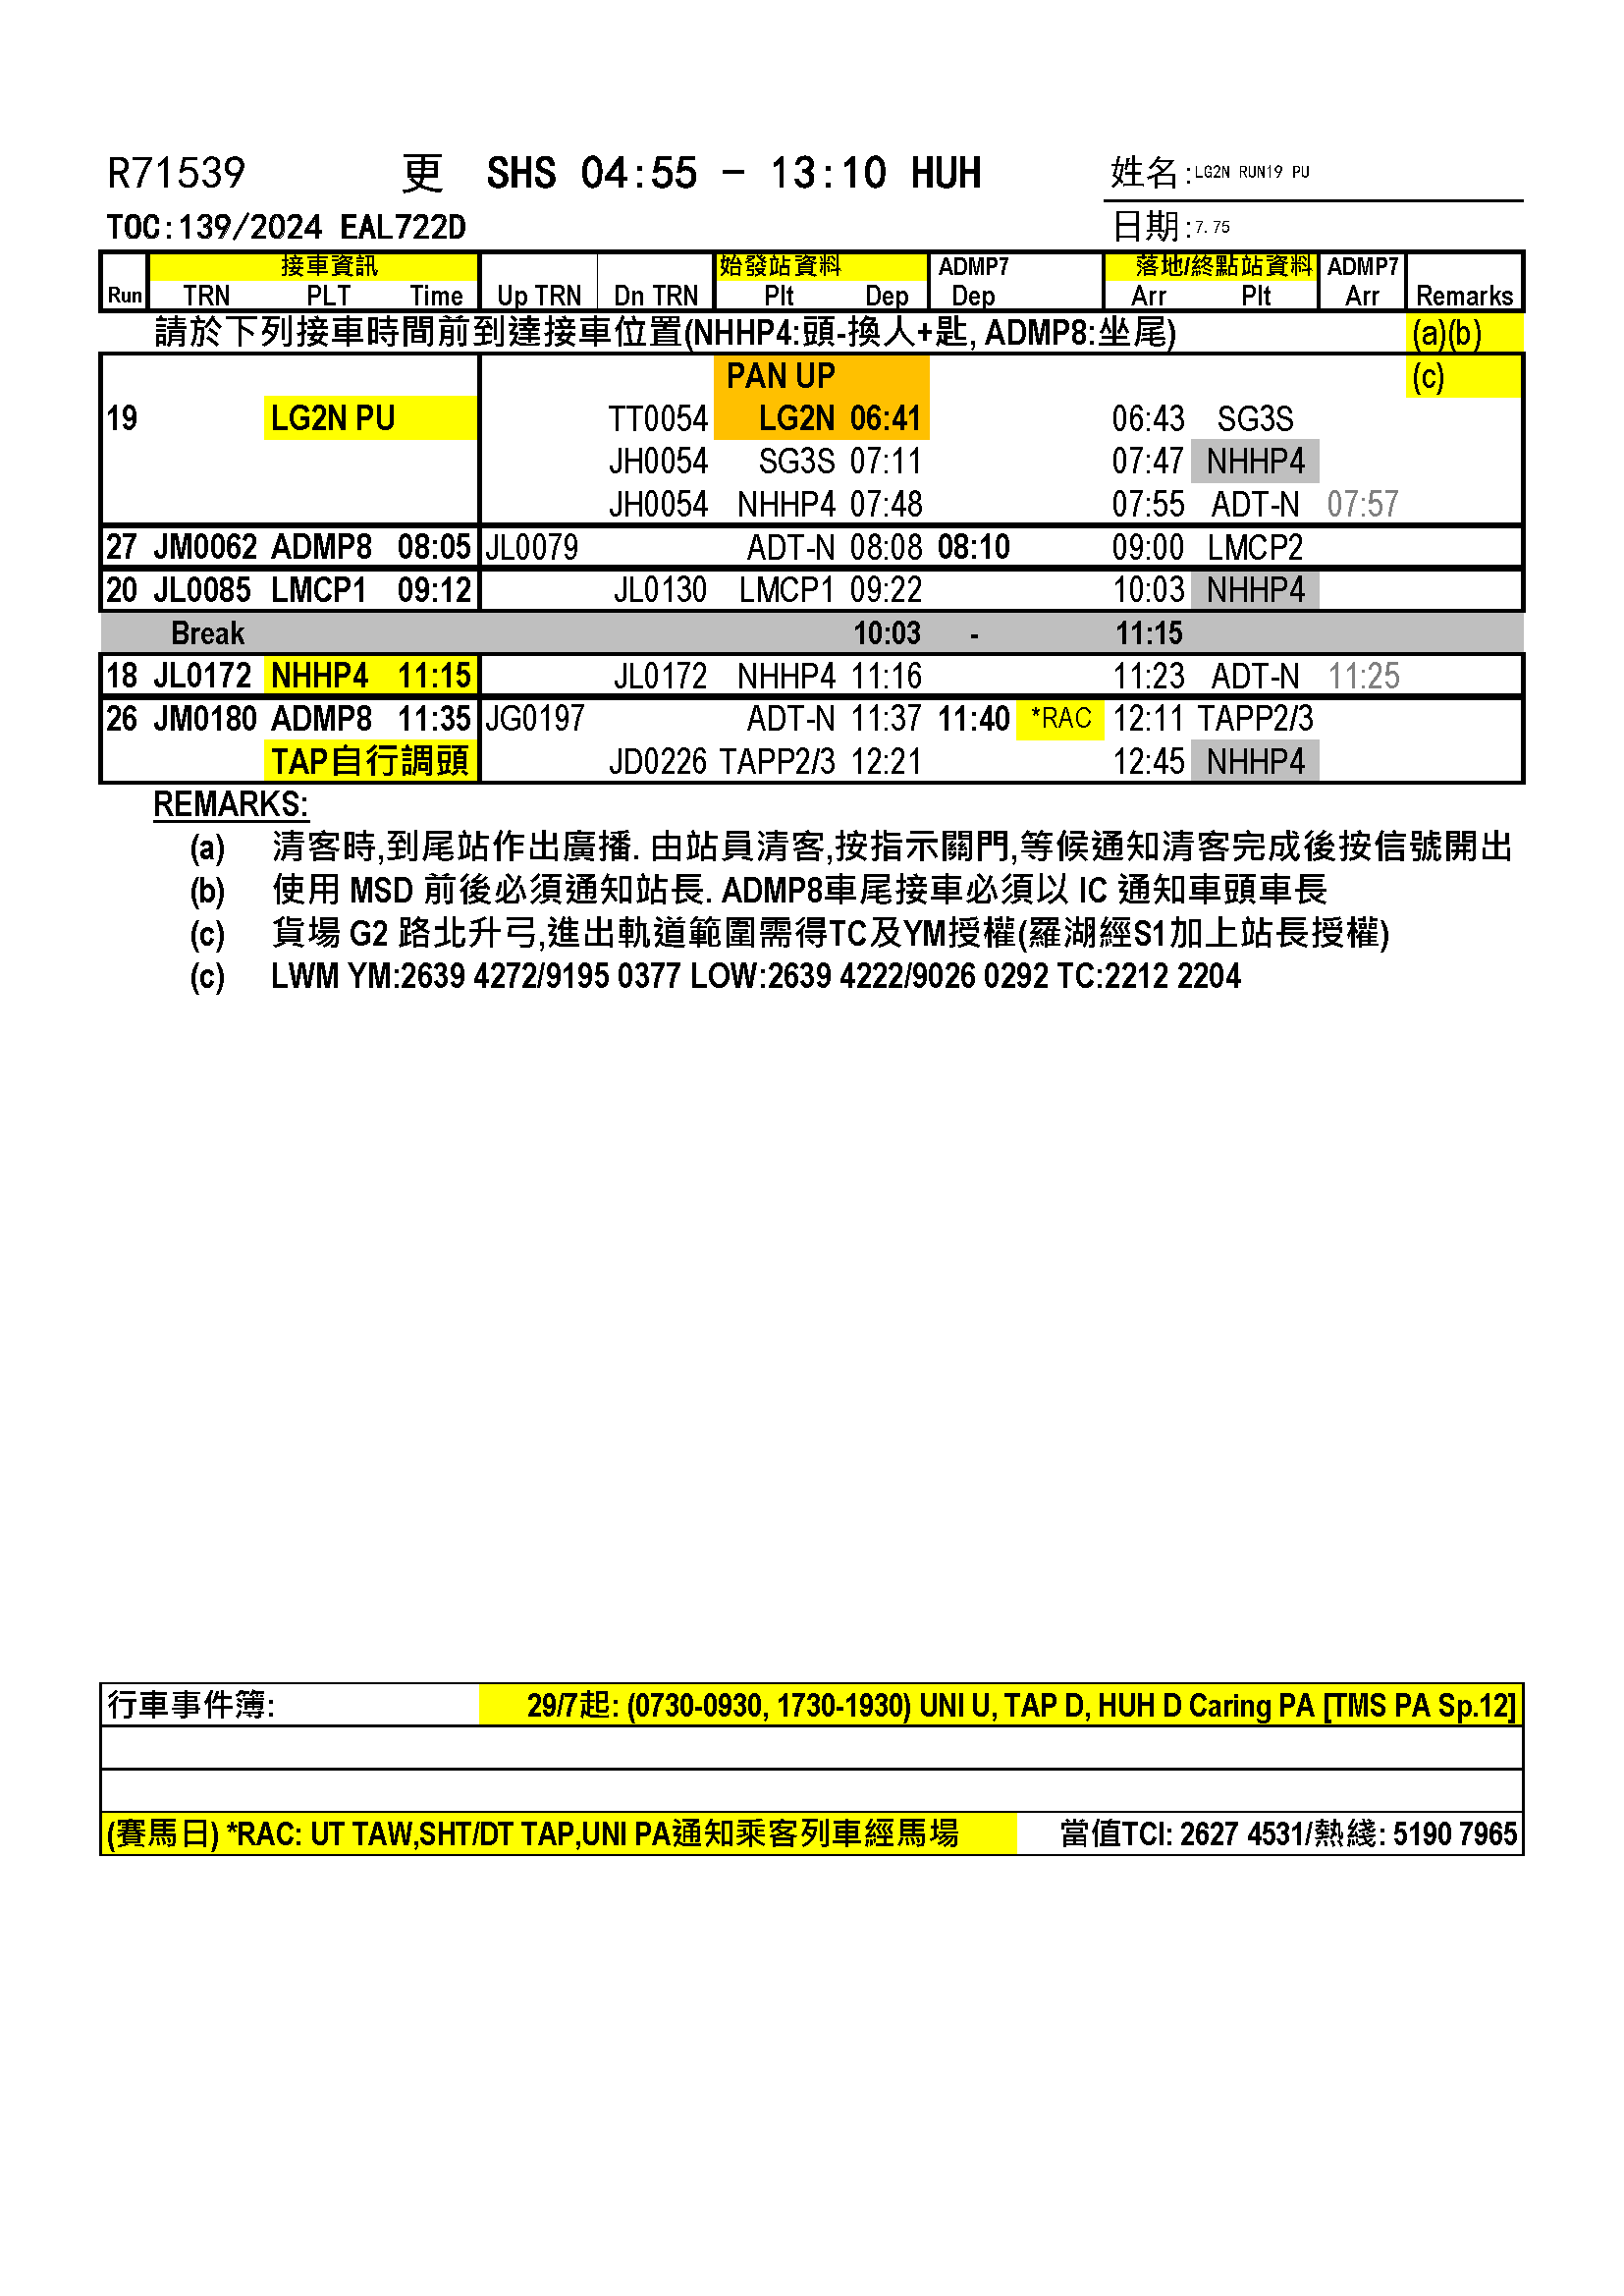 R71539 更 SHS 04:55 - 13:10 HUH 姓名:LG2N RUN19 PU
TOC:139/2024 EAL722D 日期:7.75
接車資訊 始發站資料 ADMP7 落地/終點站資料 ADMP7
Run TRN PLT Time Up TRN Dn TRN Plt Dep Dep Arr Plt Arr Remarks
請於下列接車時間前到達接車位置(NHHP4:頭-換人+匙, ADMP8:坐尾) (a)(b)
PAN UP (c)
19 LG2N PU TT0054 LG2N 06:41 06:43 SG3S
JH0054 SG3S 07:11 07:47 NHHP4
JH0054 NHHP4 07:48 07:55 ADT-N 07:57
27 JM0062 ADMP8 08:05 JL0079 ADT-N 08:08 08:10 09:00 LMCP2
20 JL0085 LMCP1 09:12 JL0130 LMCP1 09:22 10:03 NHHP4
Break 10:03 - 11:15
18 JL0172 NHHP4 11:15 JL0172 NHHP4 11:16 11:23 ADT-N 11:25
26 JM0180 ADMP8 11:35 JG0197 ADT-N 11:37 11:40 *RAC 12:11 TAPP2/3
TAP自行調頭 JD0226 TAPP2/3 12:21 12:45 NHHP4
REMARKS:
(a) 清客時,到尾站作出廣播. 由站員清客,按指示關門,等候通知清客完成後按信號開出
(b) 使用 MSD 前後必須通知站長. ADMP8車尾接車必須以 IC 通知車頭車長
(c) 貨場 G2 路北升弓,進出軌道範圍需得TC及YM授權(羅湖經S1加上站長授權)
(c) LWM YM:2639 4272/9195 0377 LOW:2639 4222/9026 0292 TC:2212 2204
行車事件簿: 29/7起: (0730-0930, 1730-1930) UNI U, TAP D, HUH D Caring PA [TMS PA Sp.12]
(賽馬日) *RAC: UT TAW,SHT/DT TAP,UNI PA通知乘客列車經馬場 當值TCI: 2627 4531/熱綫: 5190 7965